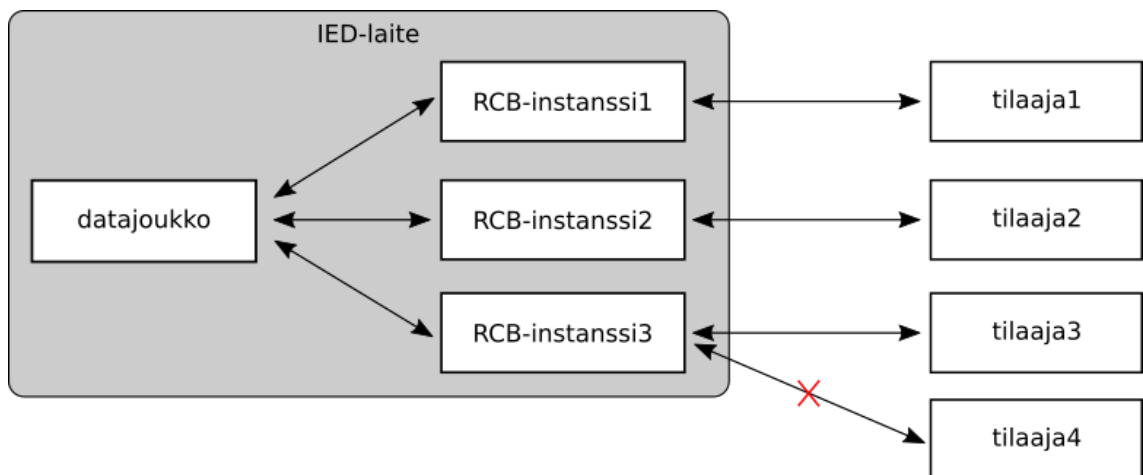 IED-laite
RCB-instanssi1
tilaaja1
datajoukko
RCB-instanssi2
tilaaja2
RCB-instanssi3
tilaaja3
tilaaja4